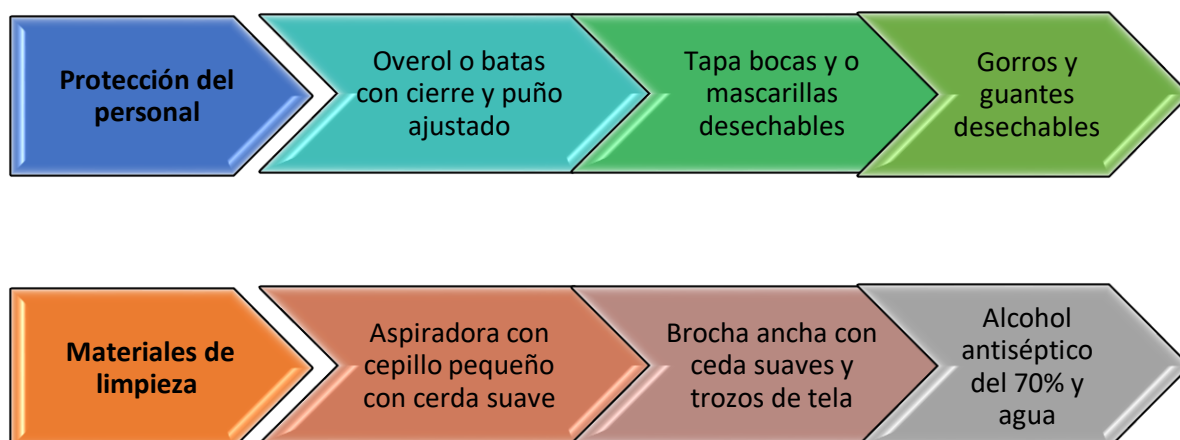 Protección del
personal
Overol o batas
con cierre y puño
ajustado
Tapa bocas y o
mascarillas
desechables
Gorros y
guantes
desechables
Materiales de
limpieza
Aspiradora con
cepillo pequeño
con cerda suave
Brocha ancha con
ceda suaves y
trozos de tela
Alcohol
antiséptico
del 70% y
agua